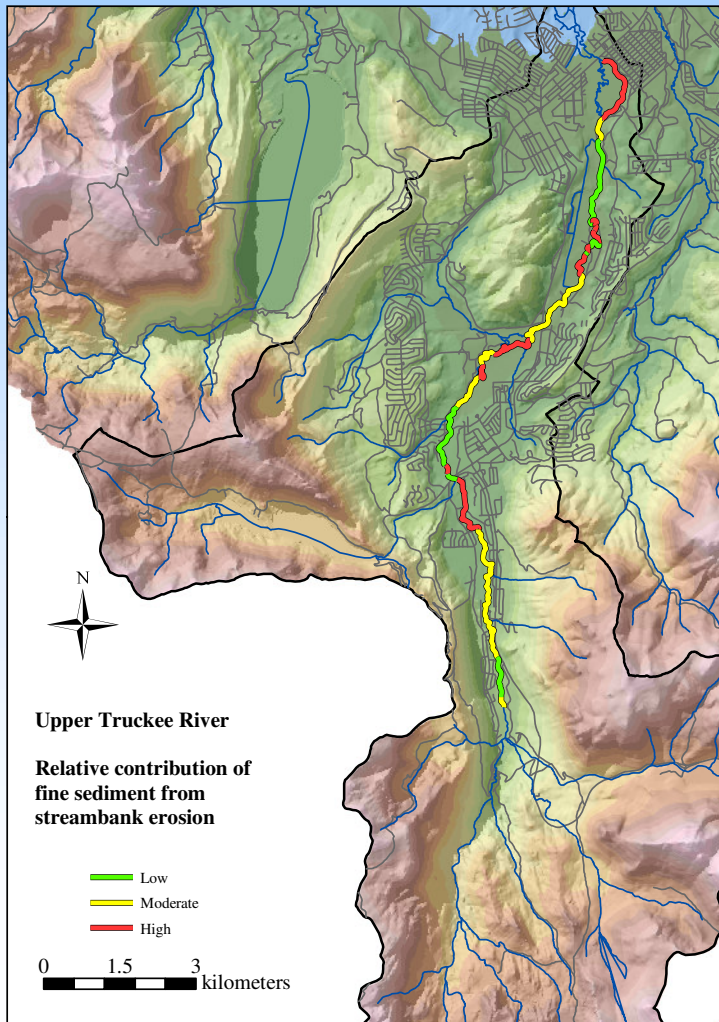 N
Upper Truckee River
Relative contribution of
fine sediment from
streambank erosion
Low
Moderate
High
0 1.5 3
kilometers